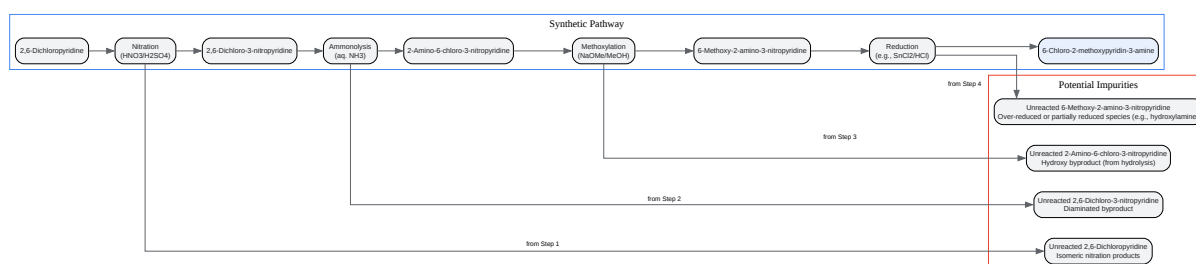 Synthetic Pathway
2,6-Dichloropyridine
Nitration
(HNO3/H2SO4)
2,6-Dichloro-3-nitropyridine
Ammonolysis
(aq. NH3)
2-Amino-6-chloro-3-nitropyridine
Methoxylation
(NaOMe/MeOH)
6-Methoxy-2-amino-3-nitropyridine
Reduction
(e.g., SnCl2/HCl)
6-Chloro-2-methoxypyridin-3-amine
from Step 4
Potential Impurities
Unreacted 6-Methoxy-2-amino-3-nitropyridine
Over-reduced or partially reduced species (e.g., hydroxylamine
from Step 3
Unreacted 2-Amino-6-chloro-3-nitropyridine
Hydroxy byproduct (from hydrolysis)
from Step 2
Unreacted 2,6-Dichloro-3-nitropyridine
Diaminated byproduct
from Step 1
Unreacted 2,6-Dichloropyridine
Isomeric nitration products